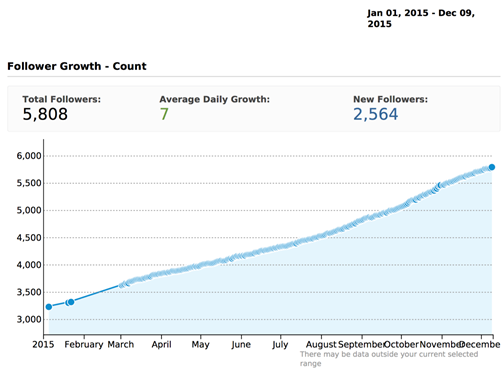 Jan 01, 2015 - Dec 09,
2015
Follower Growth - Count
Total Followers: Average Daily Growth: New Followers:
5,808 7 2,564
6,000
5,500
5,000
4,500
4,000
3,500
3,000
2015 February March April May June July August September October November December
There may be data outside your current selected
range